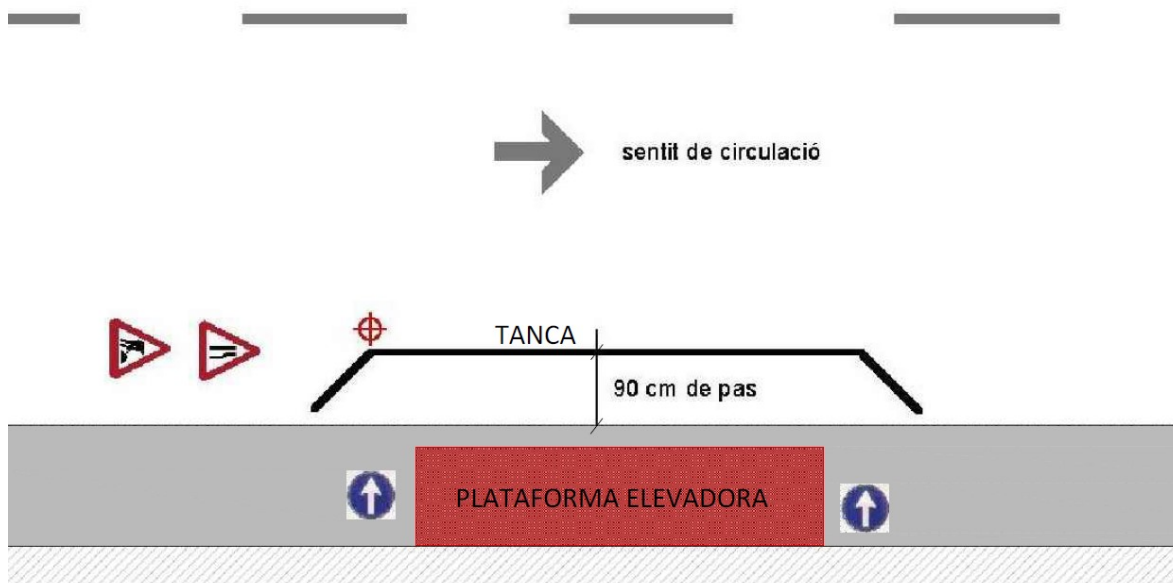 sentit de circulació
TANCA
90 cm de pas
PLATAFORMA ELEVADORA